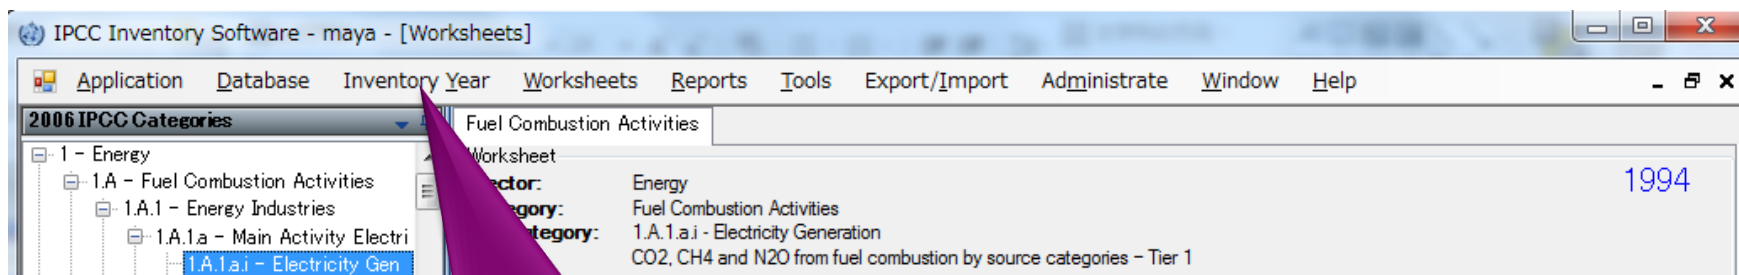 IPCC Inventory Software - maya - [Worksheets]
Application Database Inventory Year Worksheets Reports Tools Export/Import Administrate Window Help
2006 IPCC Categories
Fuel Combustion Activities
1 - Energy
1.A - Fuel Combustion Activities
1.A.1 - Energy Industries
1.A.1.a - Main Activity Electri
1.A.1.a.i - Electricity Gen
Worksheet
1994
Energy
Fuel Combustion Activities
1.A.1.a.i - Electricity Generation
CO2, CH4 and N2O from fuel combustion by source categories - Tier 1